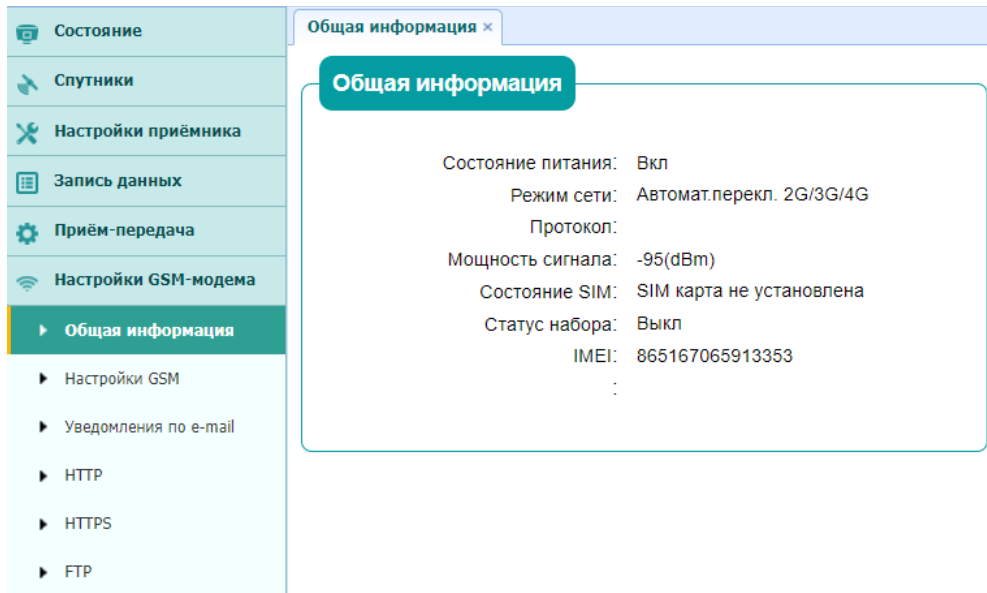 Состояние
Спутники
Настройки приёмника
Запись данных
Приём-передача
Настройки GSM-модема
Общая информация
Настройки GSM
Уведомления по e-mail
HTTP
HTTPS
FTP
Общая информация ×
Общая информация
Состояние питания: Вкл
Режим сети: Автомат.перекл. 2G/3G/4G
Протокол:
Мощность сигнала: -95(dBm)
Состояние SIM: SIM карта не установлена
Статус набора: Выкл
IMEI: 865167065913353
: